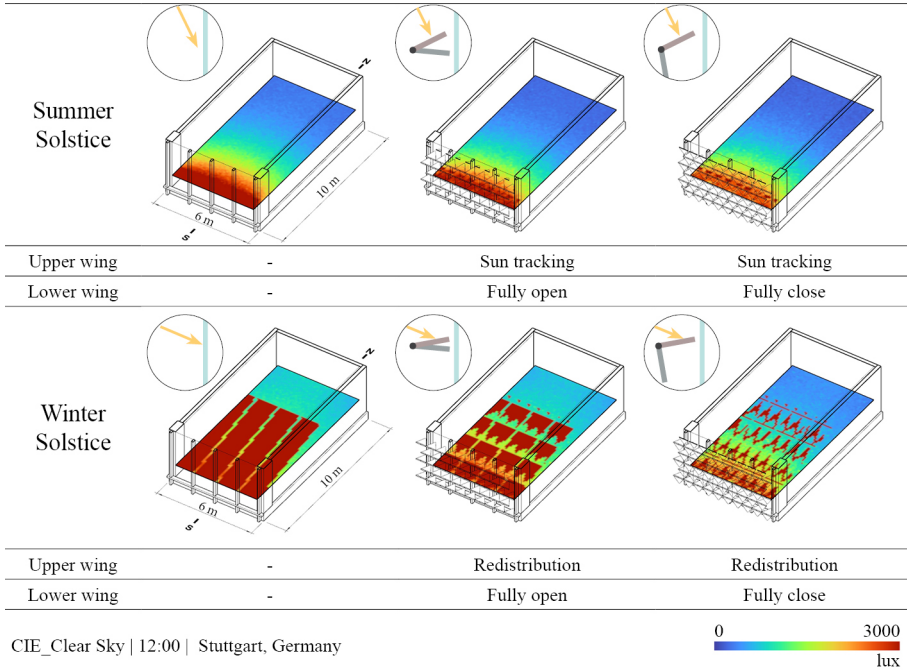 Summer
Solstice
N
10 m
6 m
S
Upper wing - Sun tracking Sun tracking
Lower wing - Fully open Fully close
Winter
Solstice
N
10 m
6 m
S
Upper wing - Redistribution Redistribution
Lower wing - Fully open Fully close
CIE_Clear Sky | 12:00 | Stuttgart, Germany
0 3000
lux